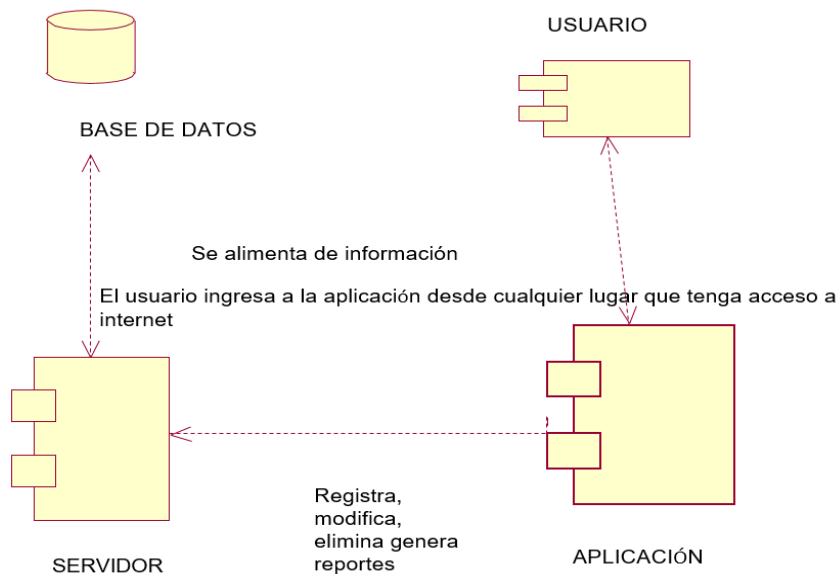 USUARIO
BASE DE DATOS
Se alimenta de información
El usuario ingresa a la aplicación desde cualquier lugar que tenga acceso a
internet
Registra,
modifica,
elimina genera
reportes
SERVIDOR
APLICACIÓN